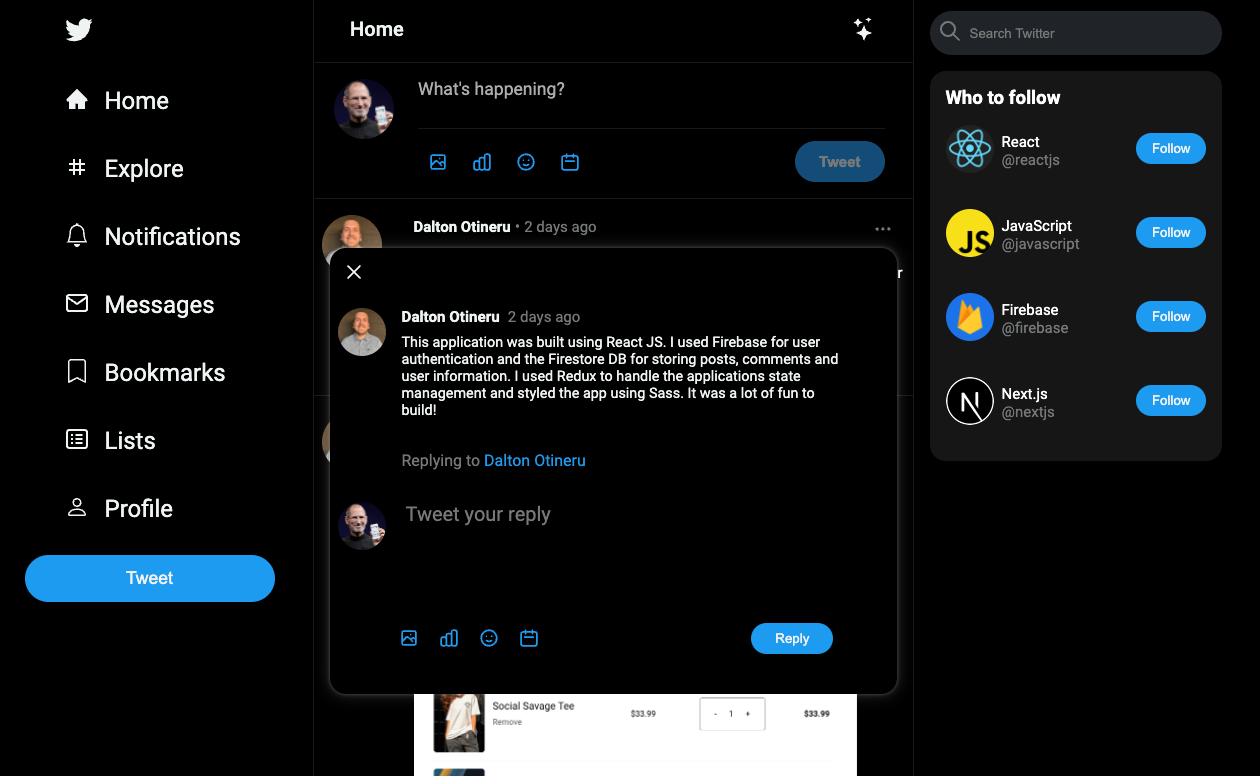 Home
Explore
Notifications
Messages
Bookmarks
Lists
Profile
Tweet
Home
What's happening?
Tweet
Dalton Otineru • 2 days ago
r
Dalton Otineru 2 days ago
This application was built using React JS. I used Firebase for user
authentication and the Firestore DB for storing posts, comments and
user information. I used Redux to handle the applications state
management and styled the app using Sass. It was a lot of fun to
build!
Replying to Dalton Otineru
Tweet your reply
Reply
Social Savage Tee
Remove
$33.99
- 1 +
$33.99
Search Twitter
Who to follow
React
@reactjs
Follow
JS
JavaScript
@javascript
Follow
Firebase
@firebase
Follow
N
Next.js
@nextjs
Follow